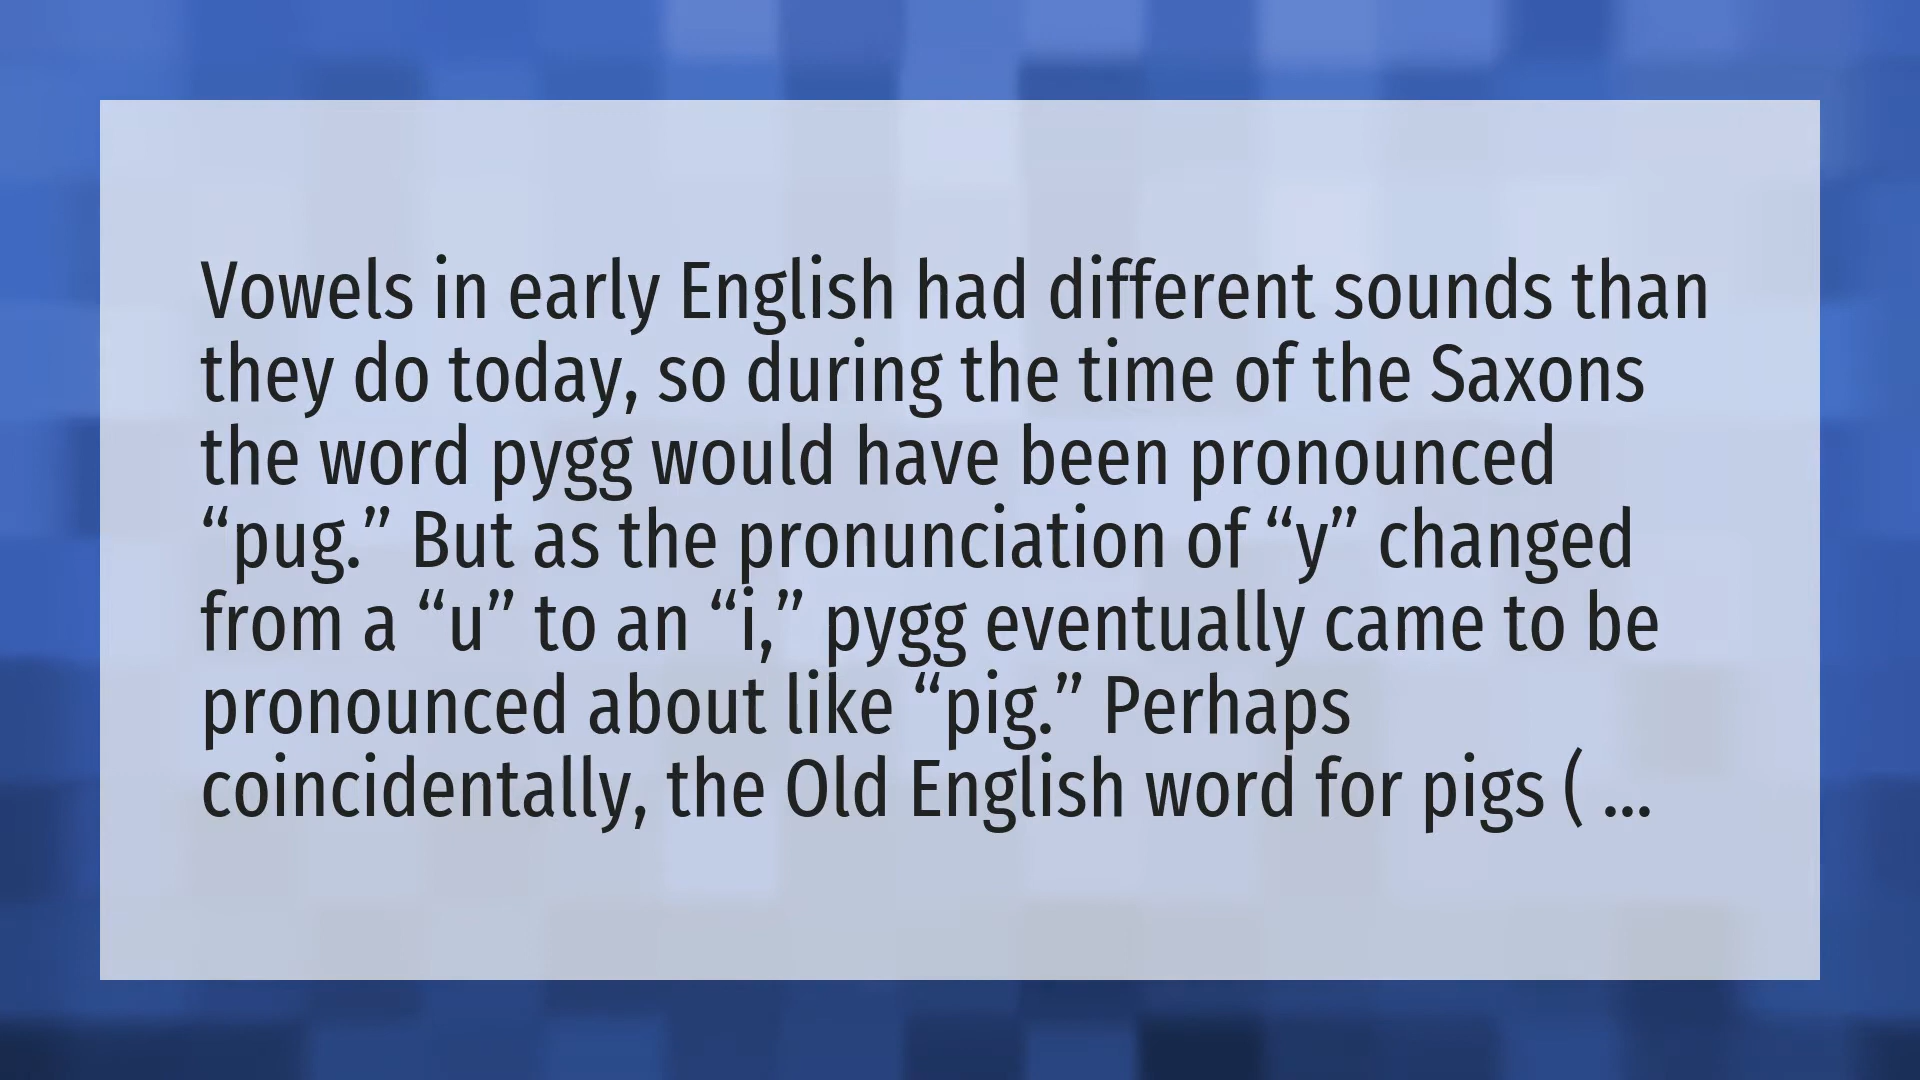 Vowels in early English had different sounds than
they do today, so during the time of the Saxons
the word pygg would have been pronounced
“pug.” But as the pronunciation of “y” changed
from a “u” to an “i,” pygg eventually came to be
pronounced about like “pig.” Perhaps
coincidentally, the Old English word for pigs ( ...